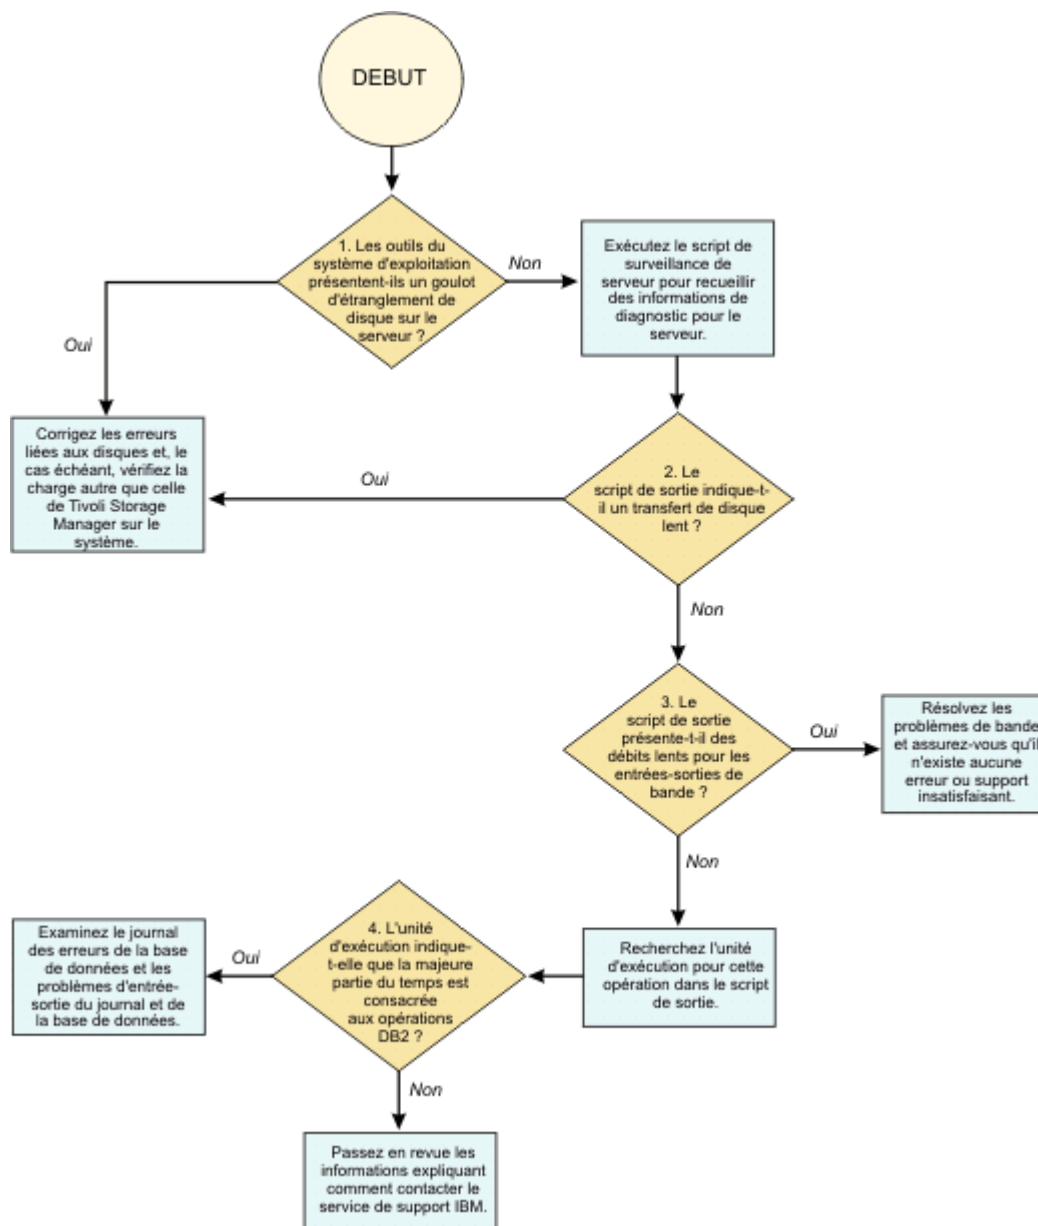 DEBUT
1. Les outils du
système d'exploitation
présentent-ils un goulot
d'étranglement de
disque sur le
serveur ?
Non
Exécutez le script de
surveillance de
serveur pour recueillir
des informations de
diagnostic pour le
serveur.
Oui
Corrigez les erreurs
liées aux disques et, le
cas échéant, vérifiez la
charge autre que celle
de Tivoli Storage
Manager sur le
système.
Oui
2. Le
script de sortie indique-t-
il un transfert de disque
lent ?
Non
3. Le
script de sortie
présente-t-il des
débits lents pour les
entrées-sorties de
bande ?
Oui
Résolvez les
problèmes de bande
et assurez-vous qu'il
n'existe aucune
erreur ou support
insatisfaisant.
Non
Recherchez l'unité
d'exécution pour cette
opération dans le script
de sortie.
4. L'unité
d'exécution indique-
t-elle que la majeure
partie du temps est
consacrée
aux opérations
DB2 ?
Oui
Examinez le journal
des erreurs de la base
de données et les
problèmes d'entrée-
sortie du journal et de
la base de données.
Non
Passez en revue les
informations expliquant
comment contacter le
service de support IBM.